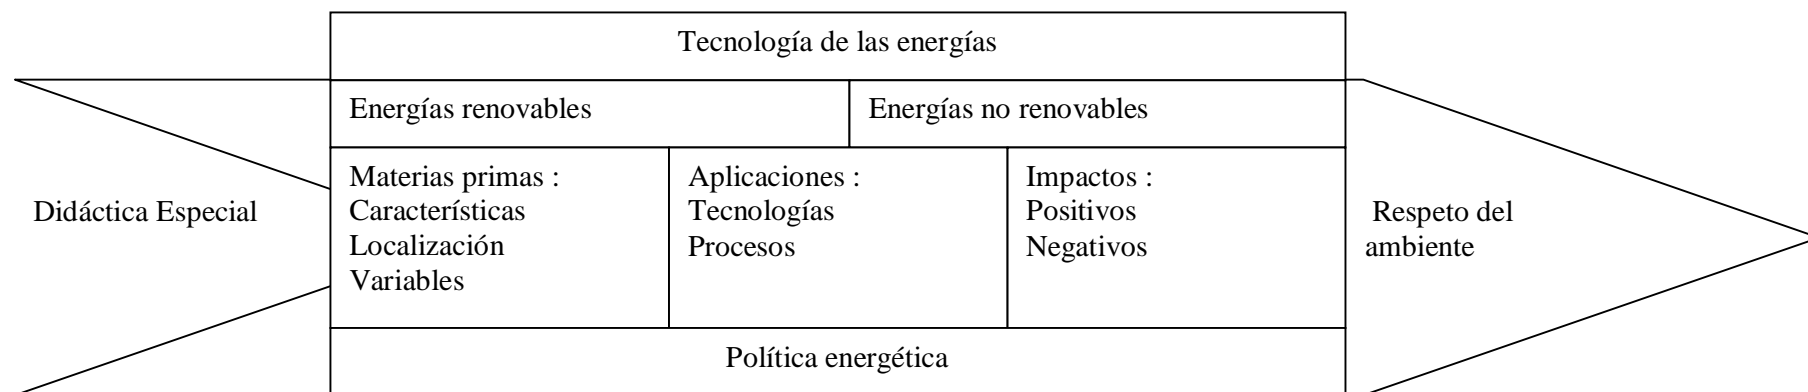 Tecnología de las energías
Energías renovables
Energías no renovables
Didáctica Especial
Materias primas :
Características
Localización
Variables
Aplicaciones :
Tecnologías
Procesos
Impactos :
Positivos
Negativos
Respeto del
ambiente
Política energética